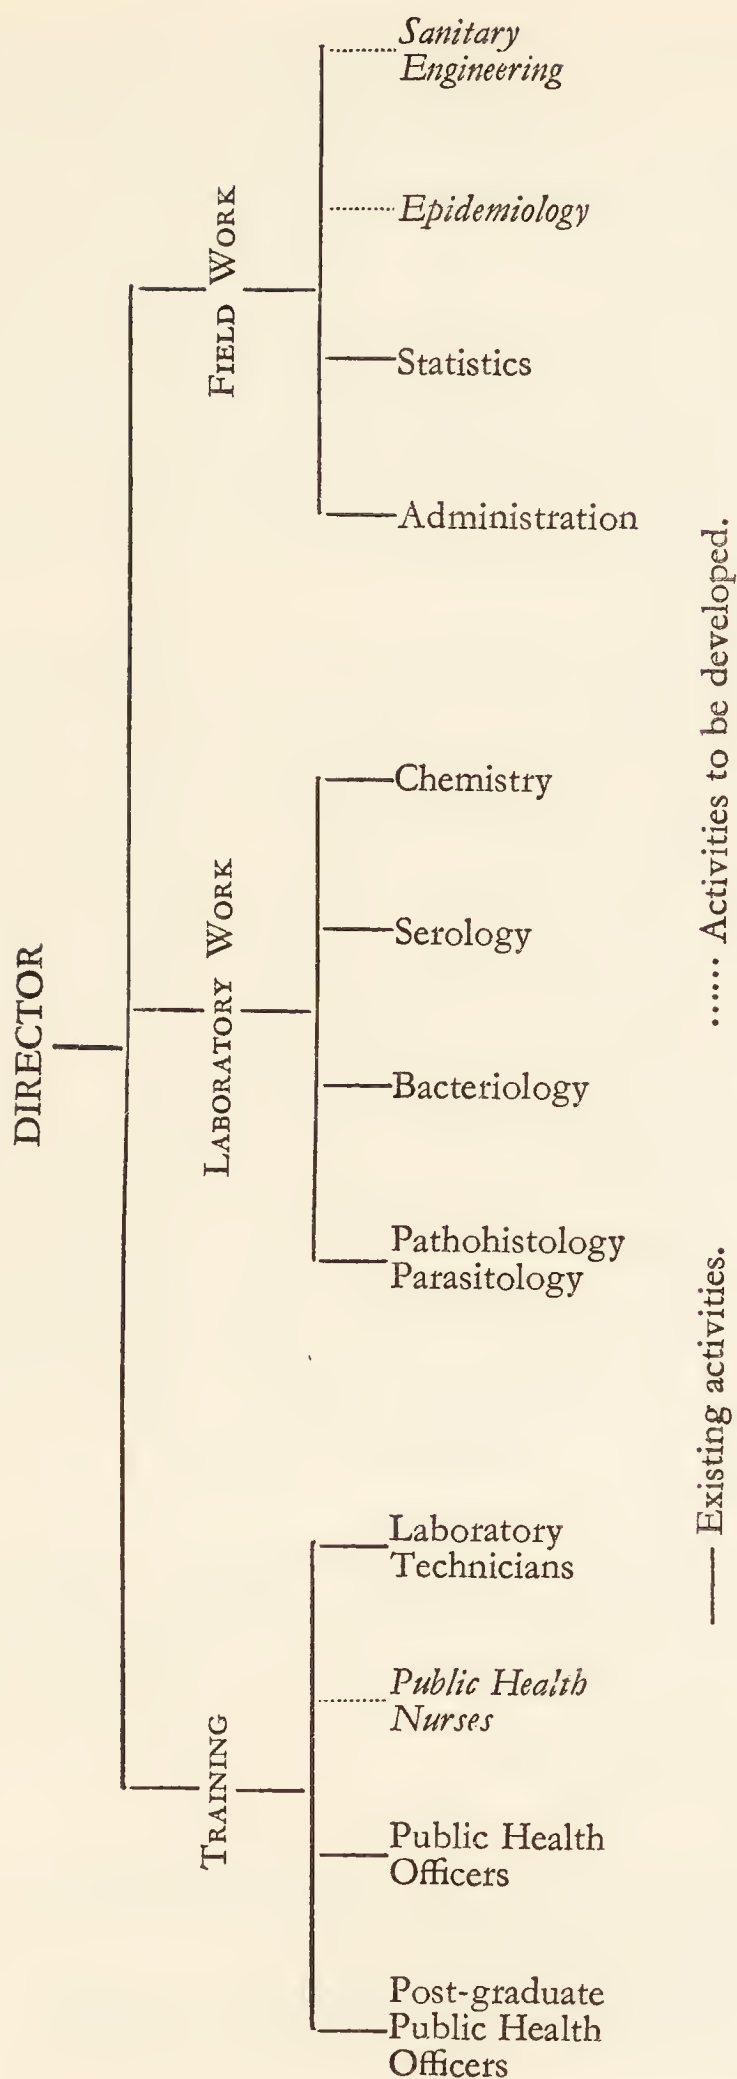 DIRECTOR
TRAINING
LABORATORY WORK
FIELD WORK
Post-graduate
Public Health
Officers
Public Health
Officers
Public Health
Nurses
Laboratory
Technicians
Pathohistology
Parasitology
Bacteriology
Serology
Chemistry
Administration
Statistics
Epidemiology
Sanitary
Engineering
—— Existing activities.
...... Activities to be developed.